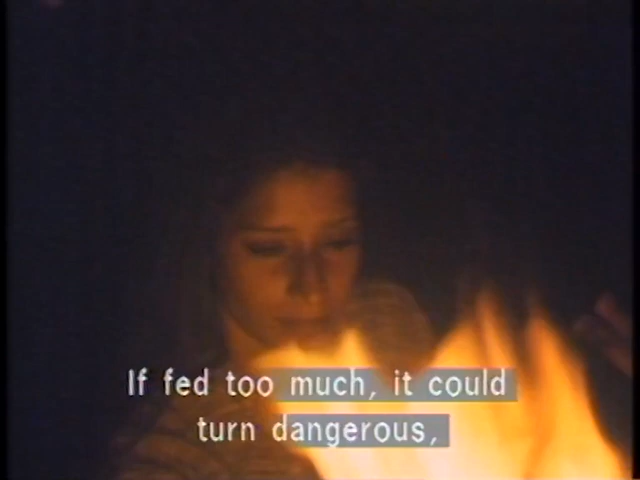 If fed too much, it could
turn dangerous,